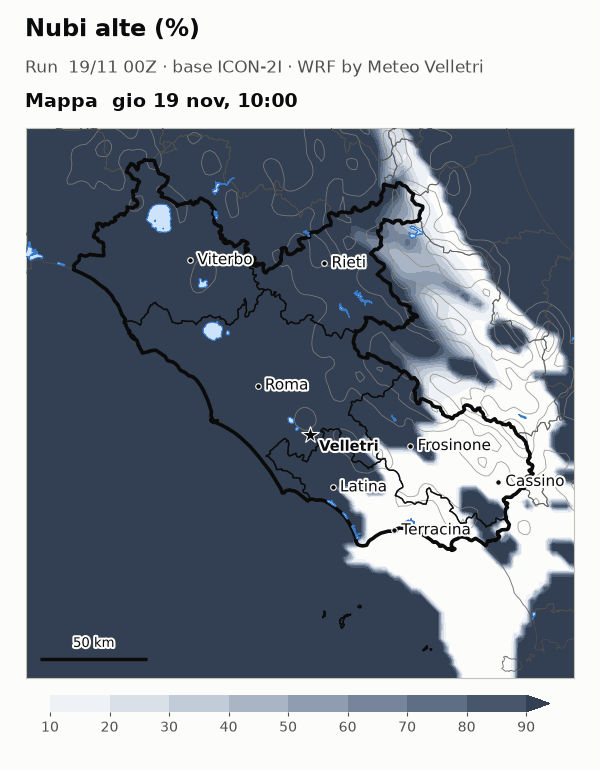 Nubi alte (%)
Run 19/11 00Z · base ICON-2I · WRF by Meteo Velletri
Mappa gio 19 nov, 10:00
Viterbo
Rieti
Roma
Velletri
Frosinone
Cassino
Latina
Terracina
50 km
10 20 30 40 50 60 70 80 90